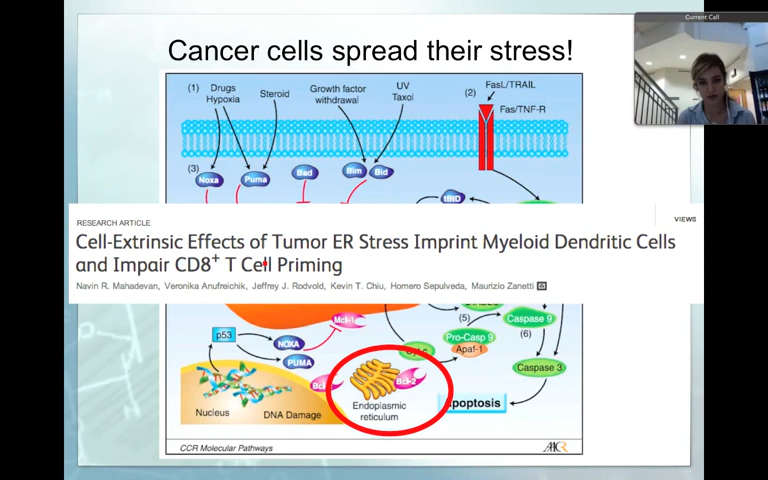 Current Call
Cancer cells spread their stress!
(1) Drugs
Hypoxia
Steroid
Growth factor
withdrawal
UV
Taxol
(2)
FasL/TRAIL
Fas/TNF-R
(3)
Noxa
Puma
Bad
Bim
Bid
tBID
RESEARCH ARTICLE
VIEWS
Cell-Extrinsic Effects of Tumor ER Stress Imprint Myeloid Dendritic Cells
and Impair CD8+ T Cell Priming
Navin R. Mahadevan, Veronika Anufreichik, Jeffrey J. Rodvold, Kevin T. Chiu, Homero Sepulveda, Maurizio Zanetti
Mcl-1
p53
NOXA
PUMA
(5)
Caspase 9
(6)
Pro-Casp 9
Apaf-1
Caspase 3
Bcl-2
Endoplasmic
reticulum
Apoptosis
Nucleus
DNA Damage
CCR Molecular Pathways
AACR